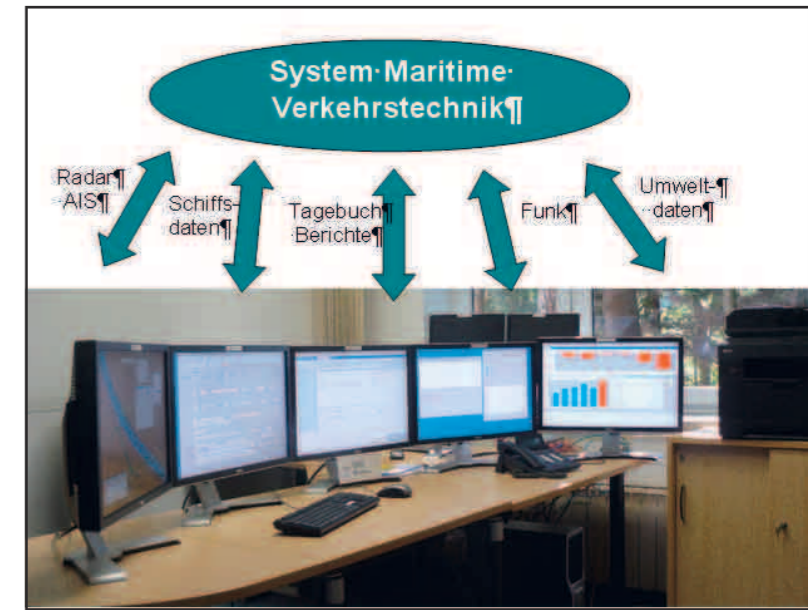 System·Maritime·
Verkehrstechnik¶
Radar¶
·AIS¶
Schiffs-
daten¶
Tagebuch¶
·Berichte¶
Funk¶
Umwelt-¶
··daten¶